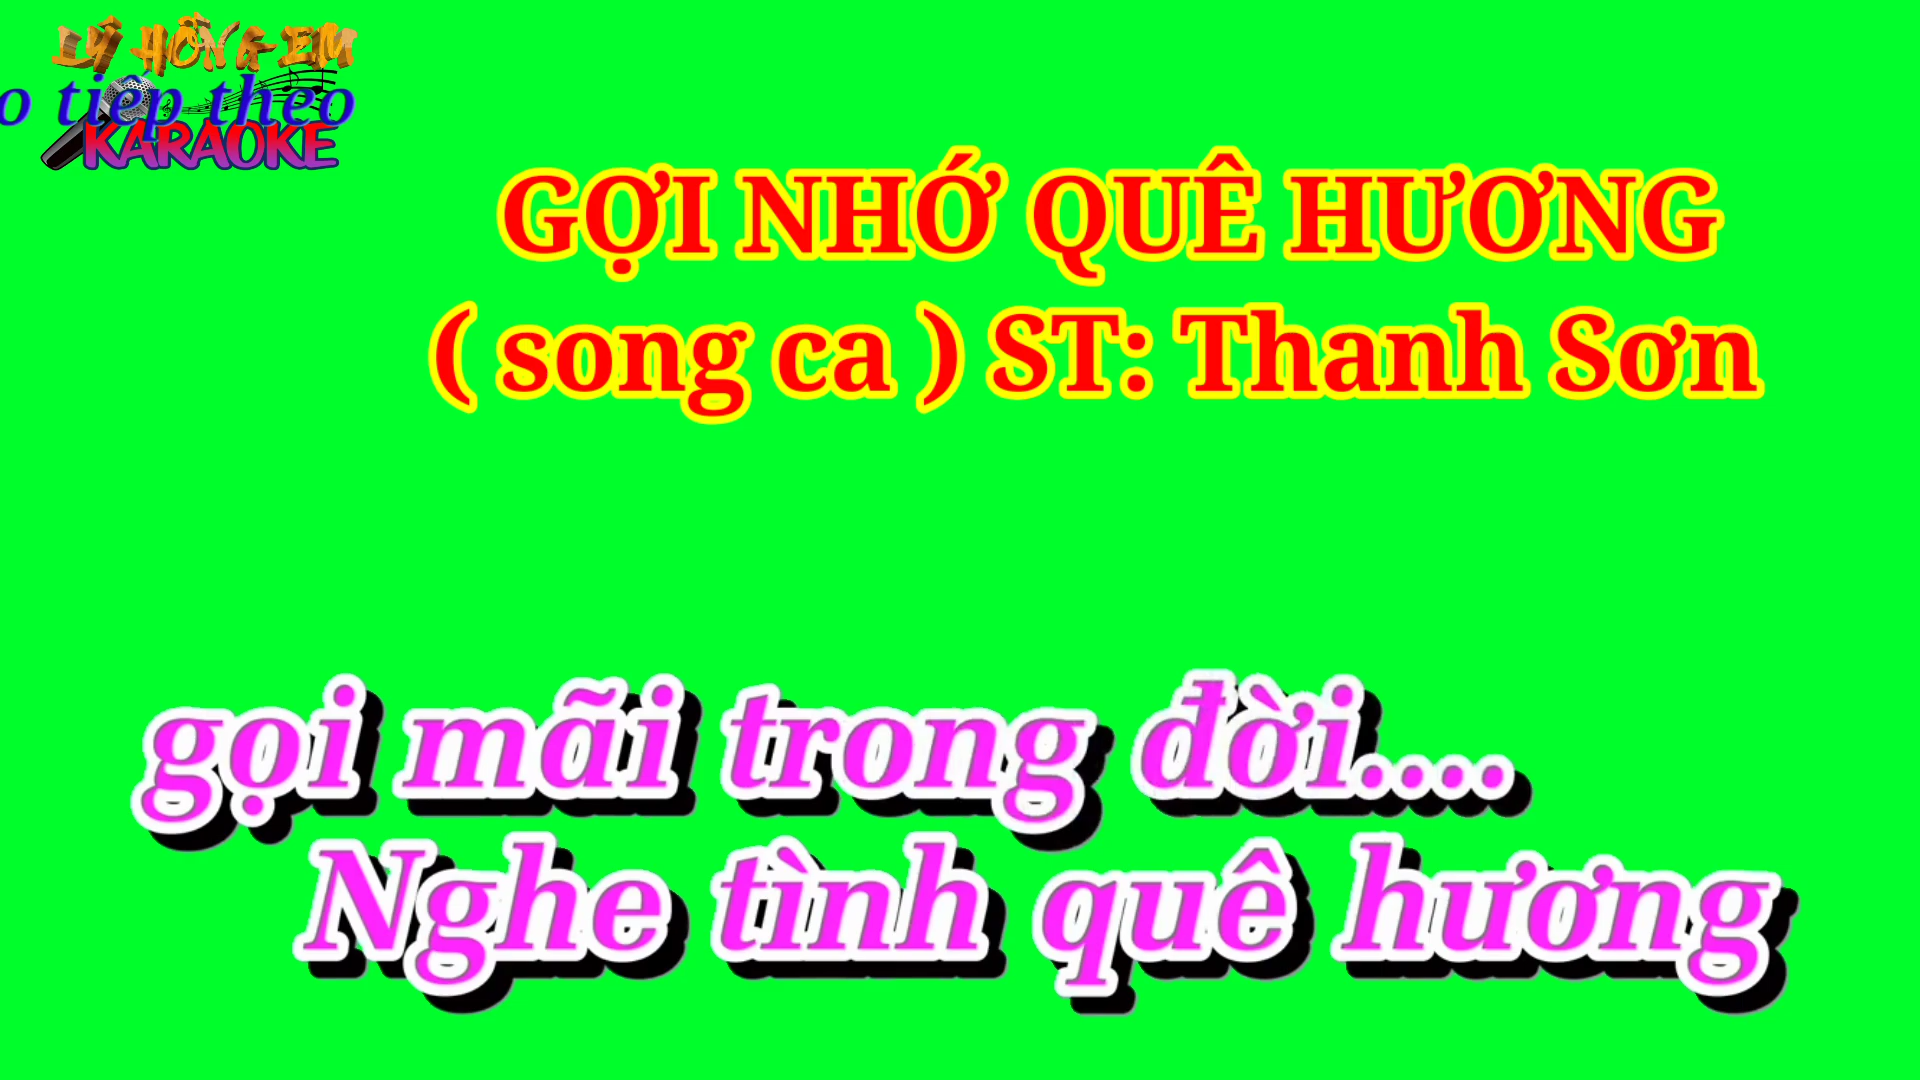 LÝ HỒNG EM
o tiếp theo
KARAOKE
GỢI NHỚ QUÊ HƯƠNG
( song ca ) ST: Thanh Sơn
gọi mãi trong đời....
Nghe tình quê hương